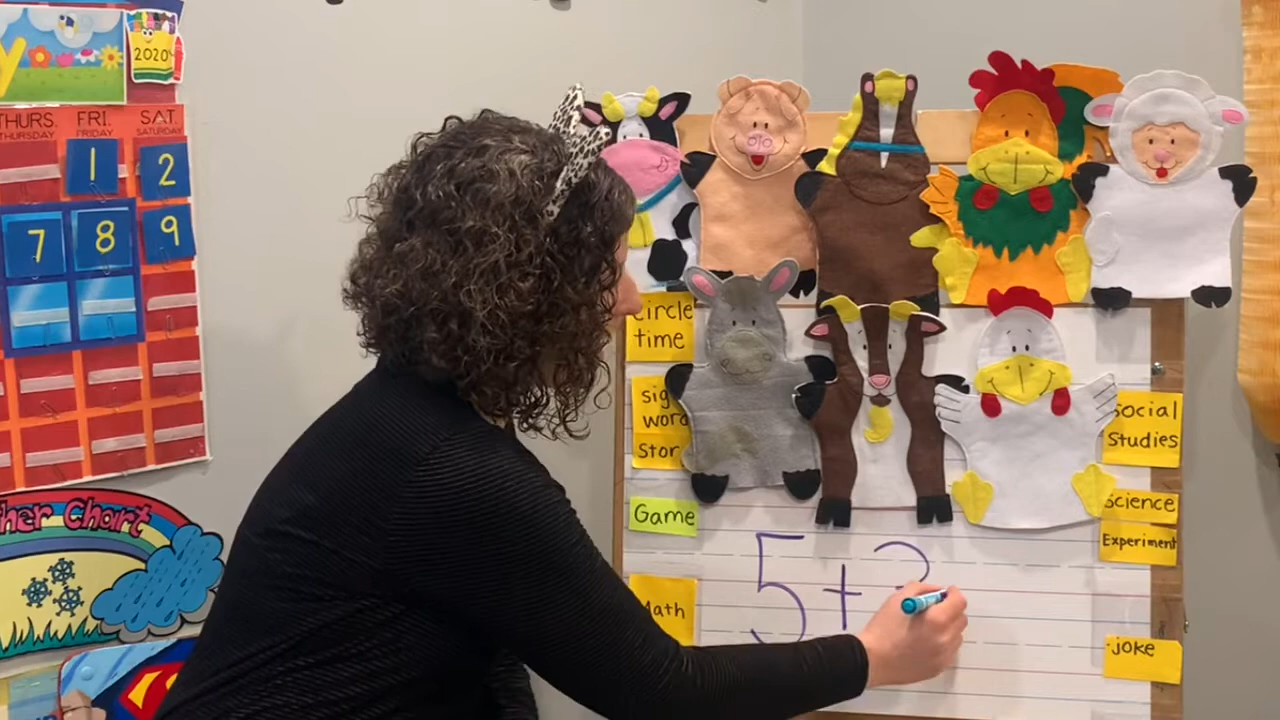 y
2020
THURS. FRI. SAT.
THURSDAY FRIDAY SATURDAY
1 2
7 8 9
her Chart
Circle
time
sig
word
Stor
Game
Math
Social
Studies
Science
Experiment
Joke
5+